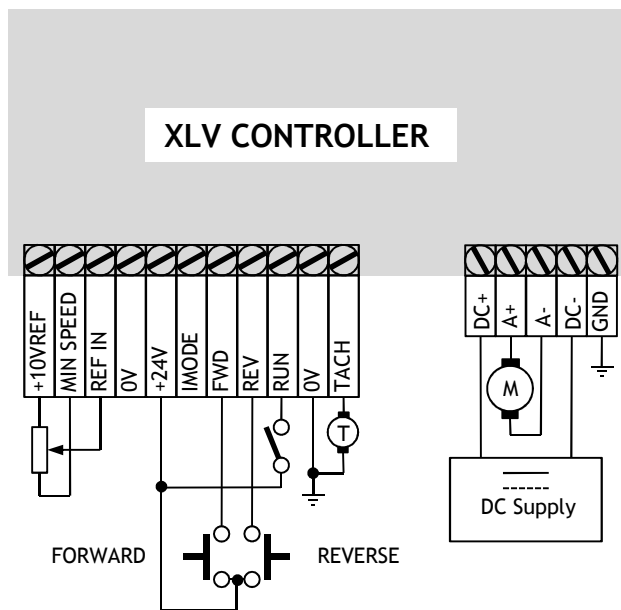 XLV CONTROLLER
+10VREF
MIN SPEED
REF IN
0V
+24V
IMODE
FWD
REV
RUN
0V
TACH
DC+
A+
A-
DC-
GND
M
T
DC Supply
FORWARD
REVERSE